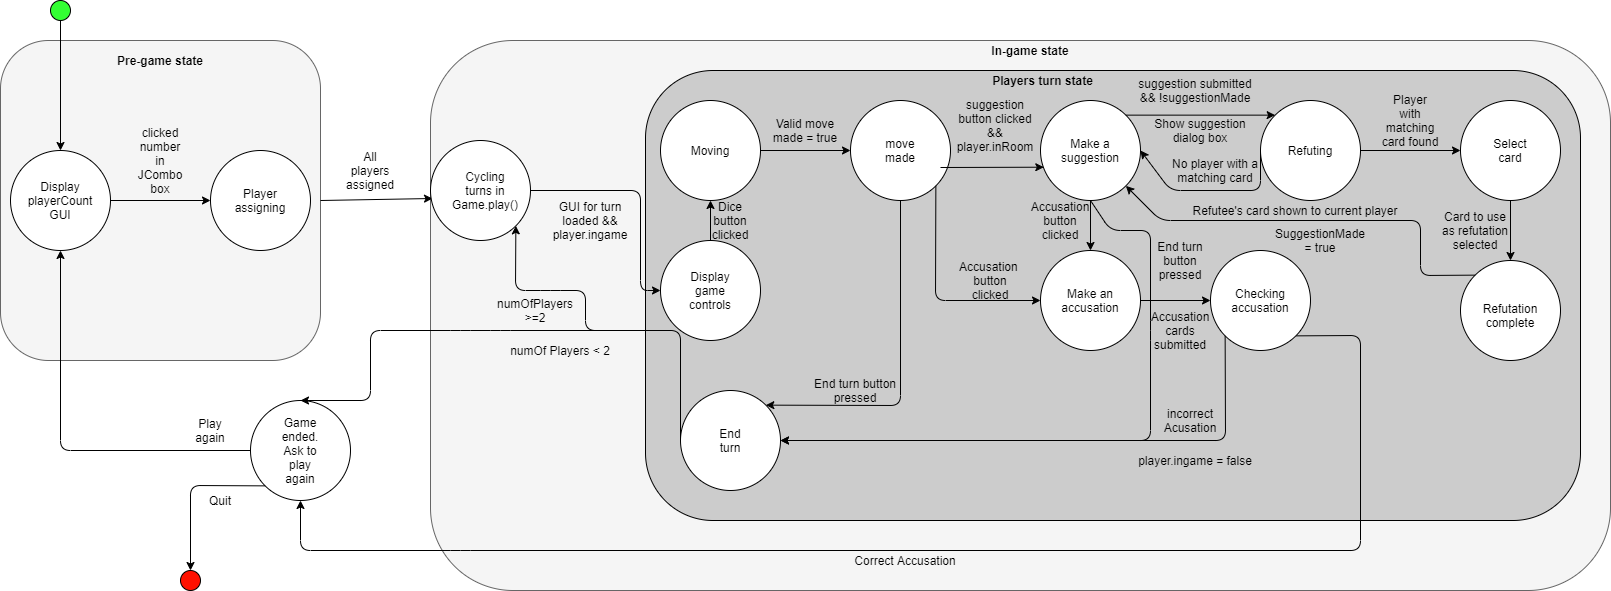 Pre-game state
In-game state
Players turn state
Display
playerCount
GUI
clicked
number
in
JCombo
box
Player
assigning
All
players
assigned
Cycling
turns in
Game.play()
GUI for turn
loaded &&
player.ingame
Moving
Dice
button
clicked
Display
game
controls
Valid move
made = true
move
made
suggestion
button clicked
&&
player.inRoom
Make a
suggestion
suggestion submitted
&& !suggestionMade
Show suggestion
dialog box
No player with a
matching card
Refuting
Player
with
matching
card found
Select
card
Refutee's card shown to current player
SuggestionMade
= true
Card to use
as refutation
selected
Refutation
complete
Accusation
button
clicked
Accusation
button
clicked
Make an
accusation
End turn
button
pressed
Accusation
cards
submitted
Checking
accusation
numOfPlayers
>=2
numOf Players < 2
End turn button
pressed
End
turn
incorrect
Acusation
player.ingame = false
Game
ended.
Ask to
play
again
Play
again
Quit
Correct Accusation